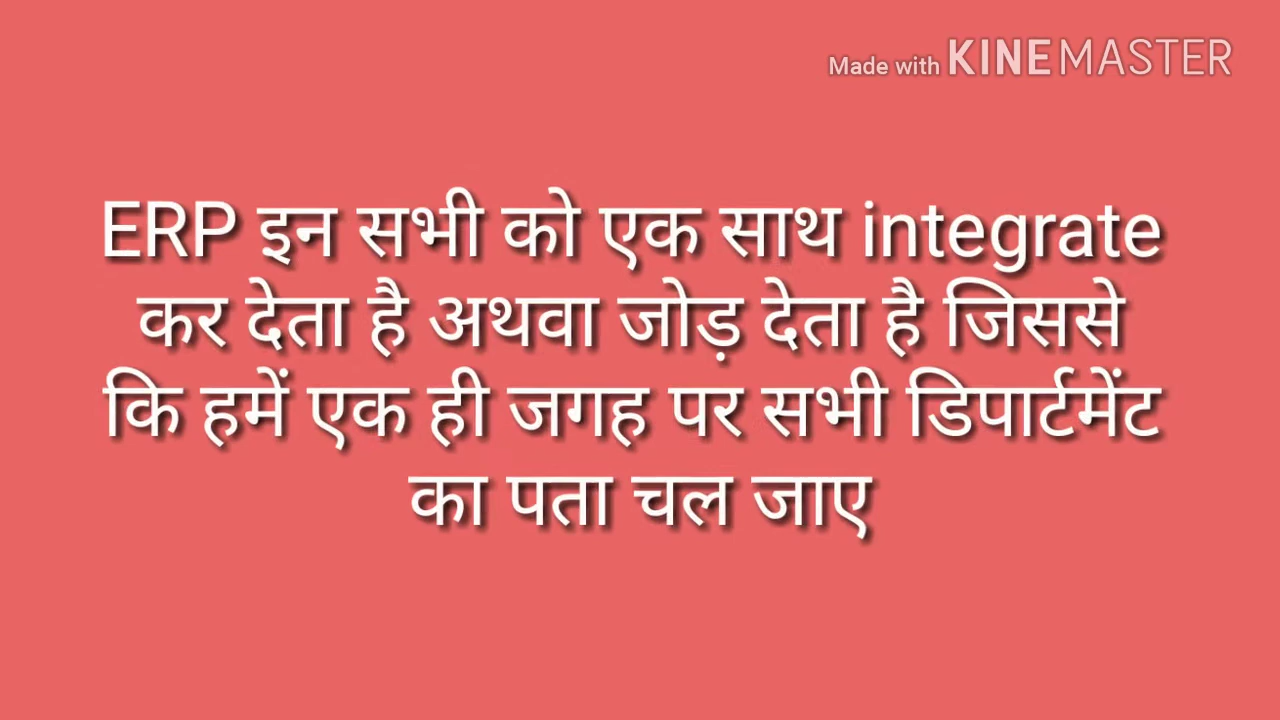 Made with KINEMASTER
ERP इन सभी को एक साथ integrate
कर देता है अथवा जोड़ देता है जिससे
कि हमें एक ही जगह पर सभी डिपार्टमेंट
का पता चल जाए